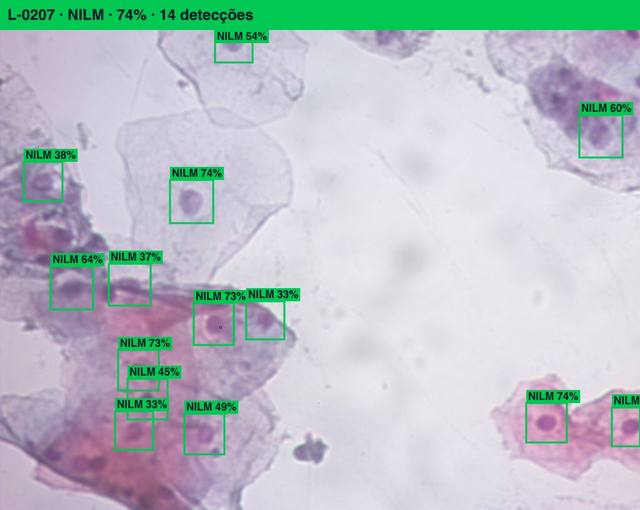 L-0207 · NILM · 74% · 14 detecções
NILM 54%
NILM 60%
NILM 38%
NILM 74%
NILM 64%
NILM 37%
NILM 73%
NILM 33%
NILM 73%
NILM 45%
NILM 33%
NILM 49%
NILM 74%
NILM